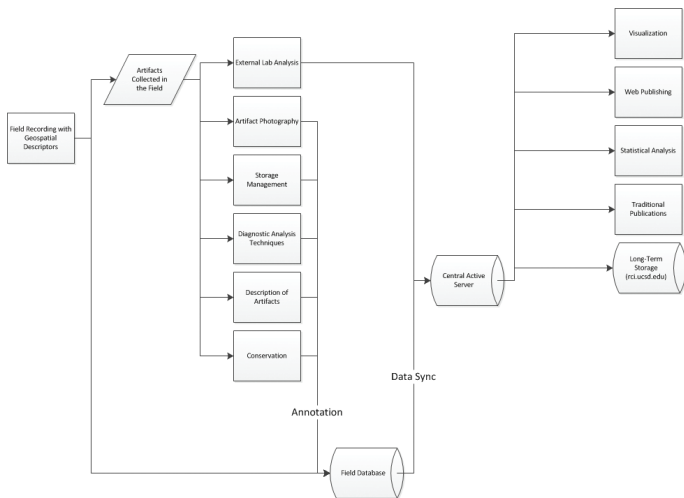 Field Recording with
Geospatial
Descriptors
Artifacts
Collected in
the Field
External Lab Analysis
Artifact Photography
Storage
Management
Diagnostic Analysis
Techniques
Description of
Artifacts
Conservation
Annotation
Field Database
Data Sync
Central Active
Server
Visualization
Web Publishing
Statistical Analysis
Traditional
Publications
Long-Term
Storage
(rci.ucsd.edu)